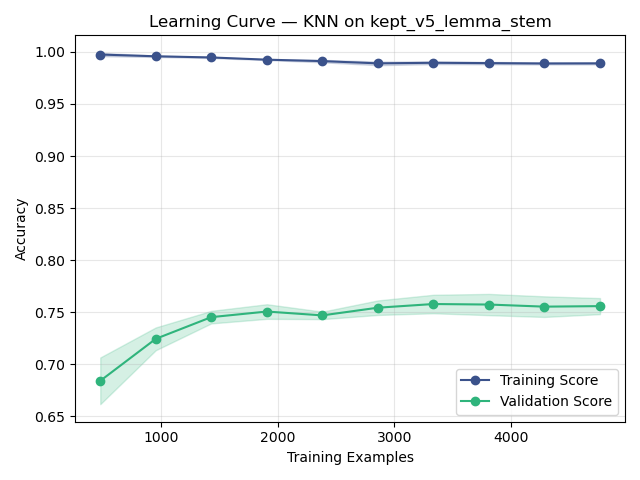 Learning Curve — KNN on kept_v5_lemma_stem
Accuracy
1.00
0.95
0.90
0.85
0.80
0.75
0.70
0.65
1000
2000
3000
4000
Training Examples
Training Score
Validation Score